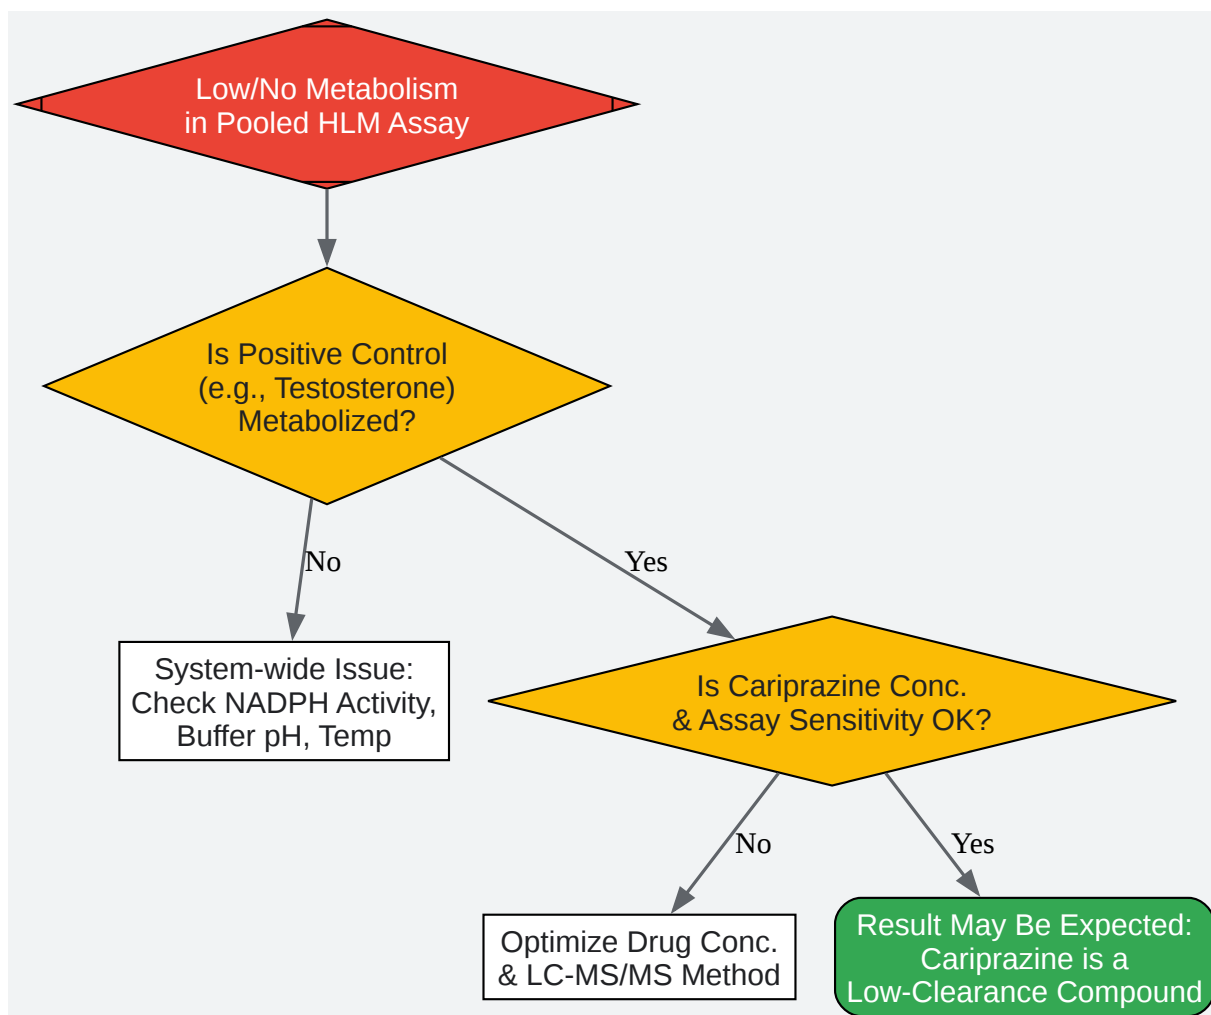 Low/No Metabolism
in Pooled HLM Assay
Is Positive Control
(e.g., Testosterone)
Metabolized?
No
Yes
System-wide Issue:
Check NADPH Activity,
Buffer pH, Temp
Is Cariprazine Conc.
& Assay Sensitivity OK?
No
Yes
Optimize Drug Conc.
& LC-MS/MS Method
Result May Be Expected:
Cariprazine is a
Low-Clearance Compound